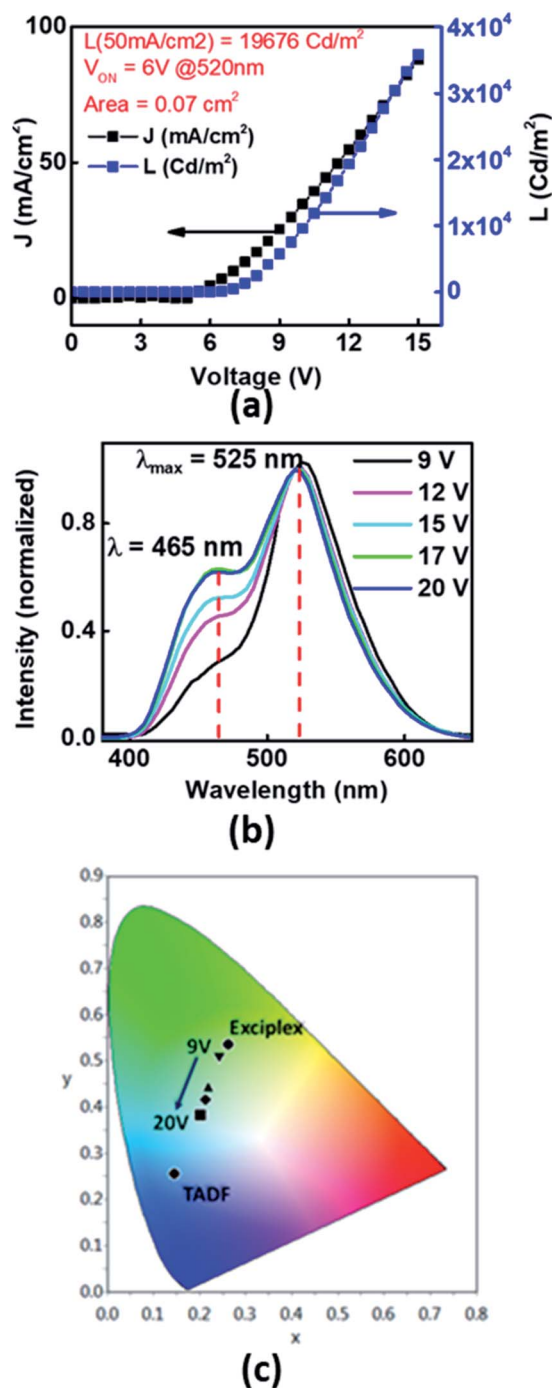 L(50mA/cm2) = 19676 Cd/m²
V_ON = 6V @520nm
Area = 0.07 cm²
J (mA/cm²)
L (Cd/m²)
100
50
0
J (mA/cm²)
4x10⁴
3x10⁴
2x10⁴
1x10⁴
0
L (Cd/m²)
0 3 6 9 12 15
Voltage (V)
(a)
λmax = 525 nm
λ = 465 nm
9 V
12 V
15 V
17 V
20 V
0.8
0.4
0.0
Intensity (normalized)
400 500 600
Wavelength (nm)
(b)
0.9
0.8
0.7
0.6
0.5
0.4
0.3
0.2
0.1
0.0
y
Exciplex
9V
20V
TADF
0.0 0.1 0.2 0.3 0.4 0.5 0.6 0.7 0.8
x
(c)